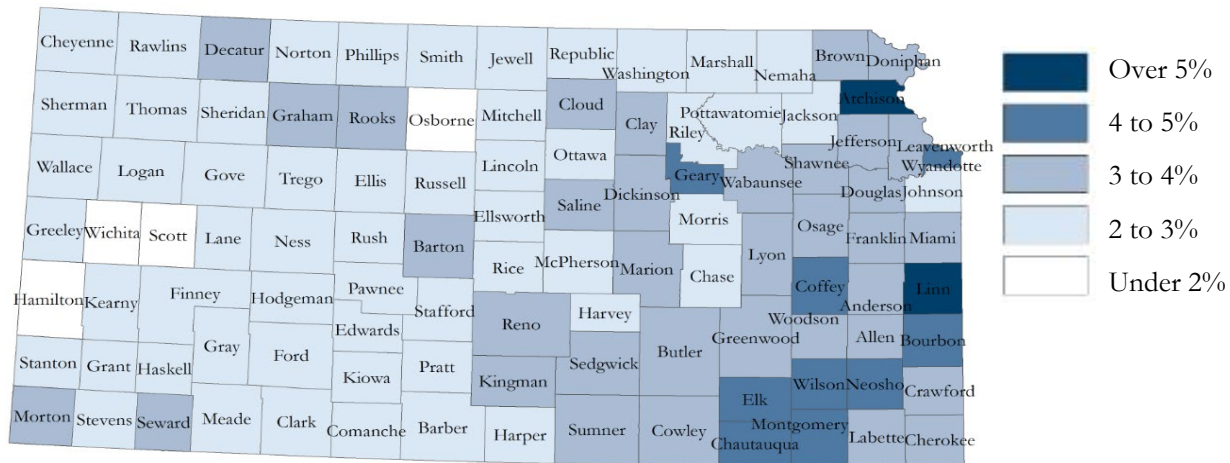 Cheyenne
Rawlins
Decatur
Norton
Phillips
Smith
Jewell
Republic
Washington
Marshall
Nemaha
Brown
Doniphan
Sherman
Thomas
Sheridan
Graham
Rooks
Osborne
Mitchell
Cloud
Clay
Riley
Pottawatomie
Jackson
Atchison
Jefferson
Leavenworth
Wyandotte
Wallace
Logan
Gove
Trego
Ellis
Russell
Lincoln
Ottawa
Dickinson
Geary
Wabaunsee
Shawnee
Douglas
Johnson
Greeley
Wichita
Scott
Lane
Ness
Rush
Barton
Ellsworth
Saline
Morris
Osage
Franklin
Miami
Hamilton
Kearny
Finney
Hodgeman
Pawnee
Stafford
Rice
McPherson
Marion
Chase
Lyon
Coffey
Anderson
Linn
Stanton
Grant
Haskell
Gray
Ford
Edwards
Kiowa
Pratt
Reno
Harvey
Sedgwick
Kingman
Butler
Greenwood
Woodson
Allen
Bourbon
Morton
Stevens
Seward
Meade
Clark
Comanche
Barber
Harper
Sumner
Cowley
Elk
Chautauqua
Wilson
Montgomery
Neosho
Labette
Crawford
Cherokee
Over 5%
4 to 5%
3 to 4%
2 to 3%
Under 2%